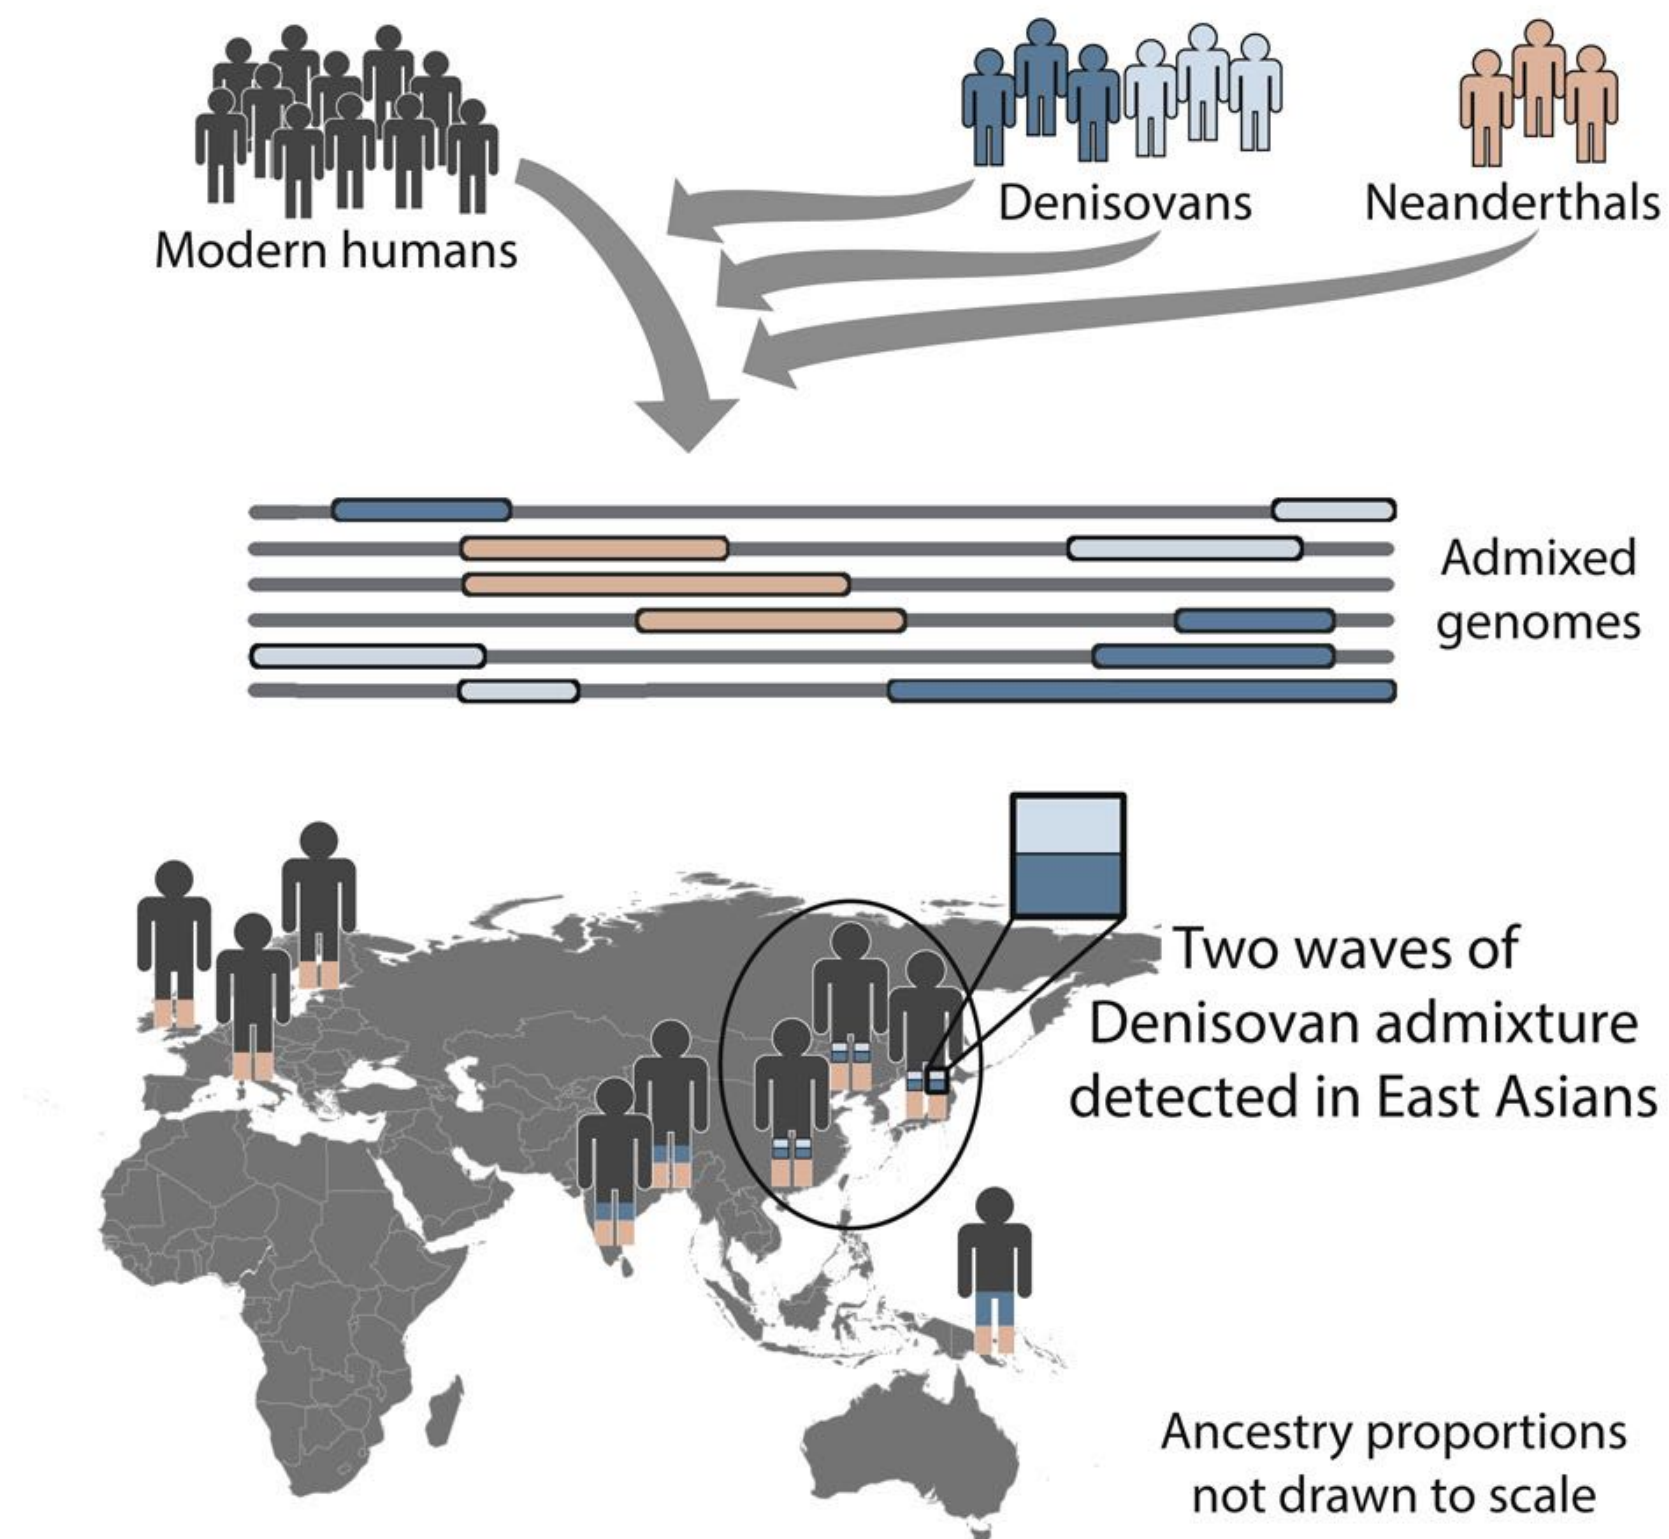 Modern humans
Denisovans
Neanderthals
Admixed
genomes
Two waves of
Denisovan admixture
detected in East Asians
Ancestry proportions
not drawn to scale